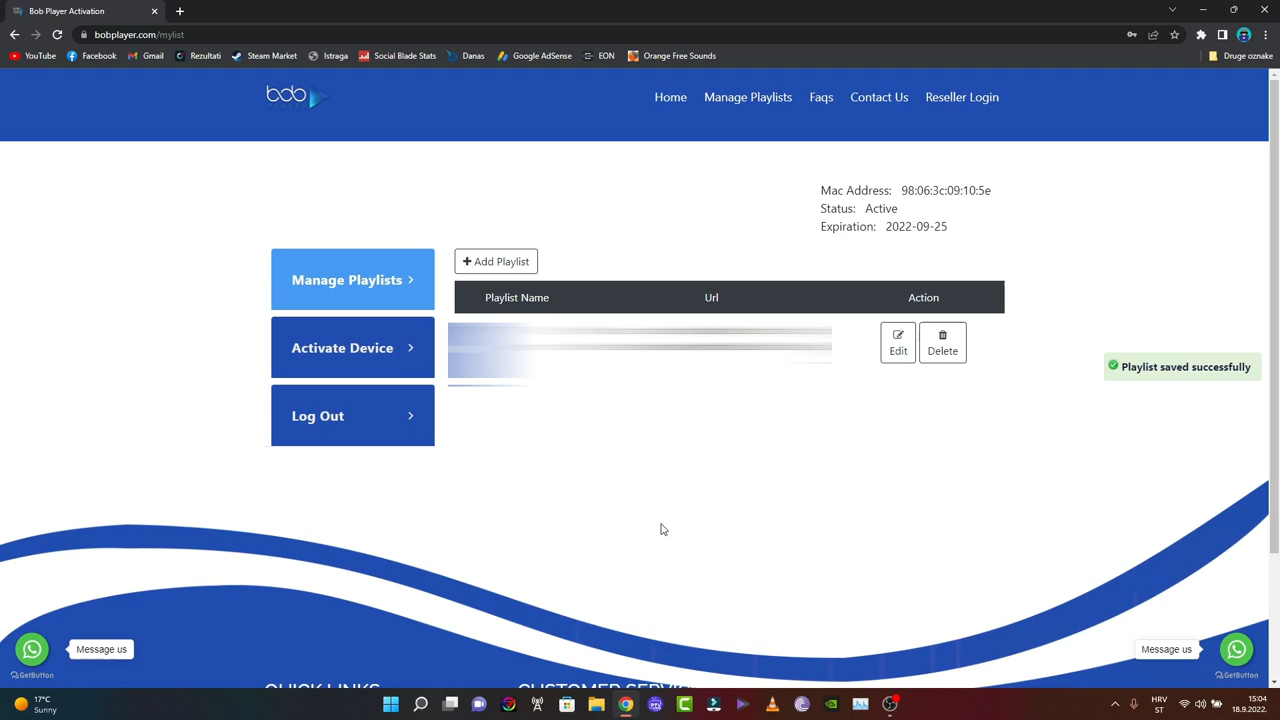 Bob Player Activation
bobplayer.com/mylist
YouTube Facebook Gmail Rezultati Steam Market Istraga Social Blade Stats Danas Google AdSense EON Orange Free Sounds Druge oznake
bob
Home Manage Playlists Faqs Contact Us Reseller Login
Mac Address: 98:06:3c:09:10:5e
Status: Active
Expiration: 2022-09-25
Manage Playlists
Activate Device
Log Out
Add Playlist
Playlist Name Url Action
Edit Delete
Playlist saved successfully
Message us
GetButton
Message us
GetButton
QUICK LINKS CUSTOMER SERVICE
17°C
Sunny
HRV
ST
15:04
18.9.2022.